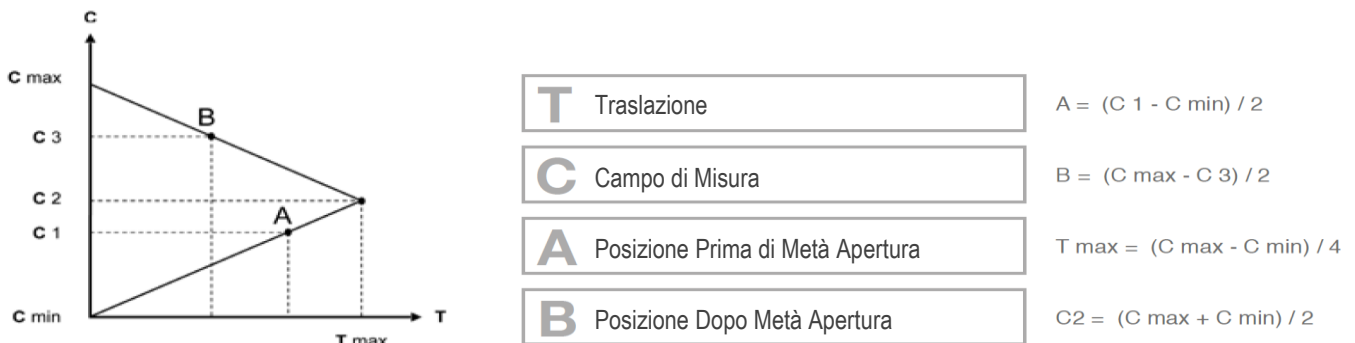 C
C max
B
C 3
C 2
A
C 1
C min
T
T max
T Traslazione
A = (C 1 - C min) / 2
C Campo di Misura
B = (C max - C 3) / 2
A Posizione Prima di Metà Apertura
T max = (C max - C min) / 4
B Posizione Dopo Metà Apertura
C2 = (C max + C min) / 2